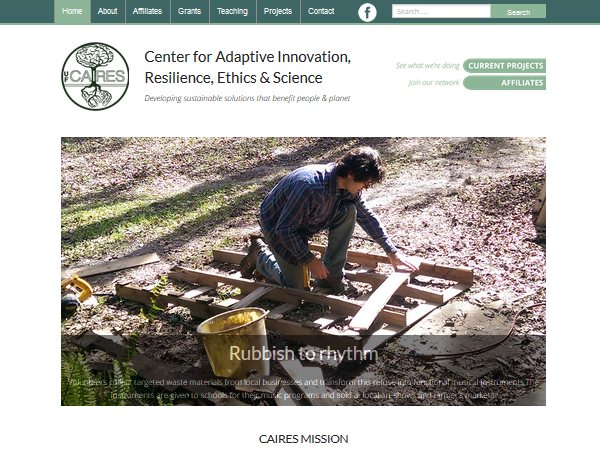 Home About Affiliates Grants Teaching Projects Contact f Search ... Search
UF CAIRES
Center for Adaptive Innovation,
Resilience, Ethics & Science
Developing sustainable solutions that benefit people & planet
See what we're doing CURRENT PROJECTS
Join our network AFFILIATES
Rubbish to rhythm
Volunteers collect targeted waste materials from local businesses and transform this refuse into functional musical instruments. The
instruments are given to schools for their music programs and sold at local art shows and farmer's markets.
CAIRES MISSION